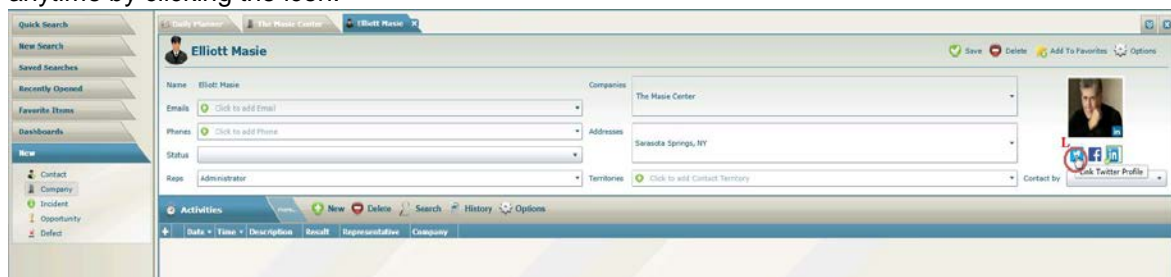 anytime by clicking the icon.
Quick Search
New Search
Saved Searches
Recently Opened
Favorite Items
Dashboards
New
Contact
Company
Incident
Opportunity
Defect
Daily Planner The Masie Center Elliott Masie X
Elliott Masie
Save Delete Add To Favorites Options
Name Elliott Masie
Companies The Masie Center
Emails Click to add Email
Phones Click to add Phone
Addresses Sarasota Springs, NY
Status
Reps Administrator
Territories Click to add Contact Territory
Contact by
in
L
f in
Link Twitter Profile
Activities
New Delete Search History Options
Date Time Description Result Representative Company